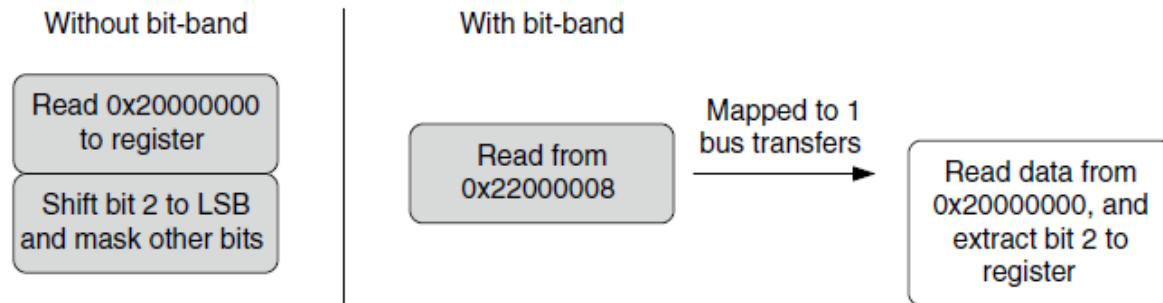 Without bit-band
With bit-band
Read 0x20000000
to register
Shift bit 2 to LSB
and mask other bits
Read from
0x22000008
Mapped to 1
bus transfers
Read data from
0x20000000, and
extract bit 2 to
register